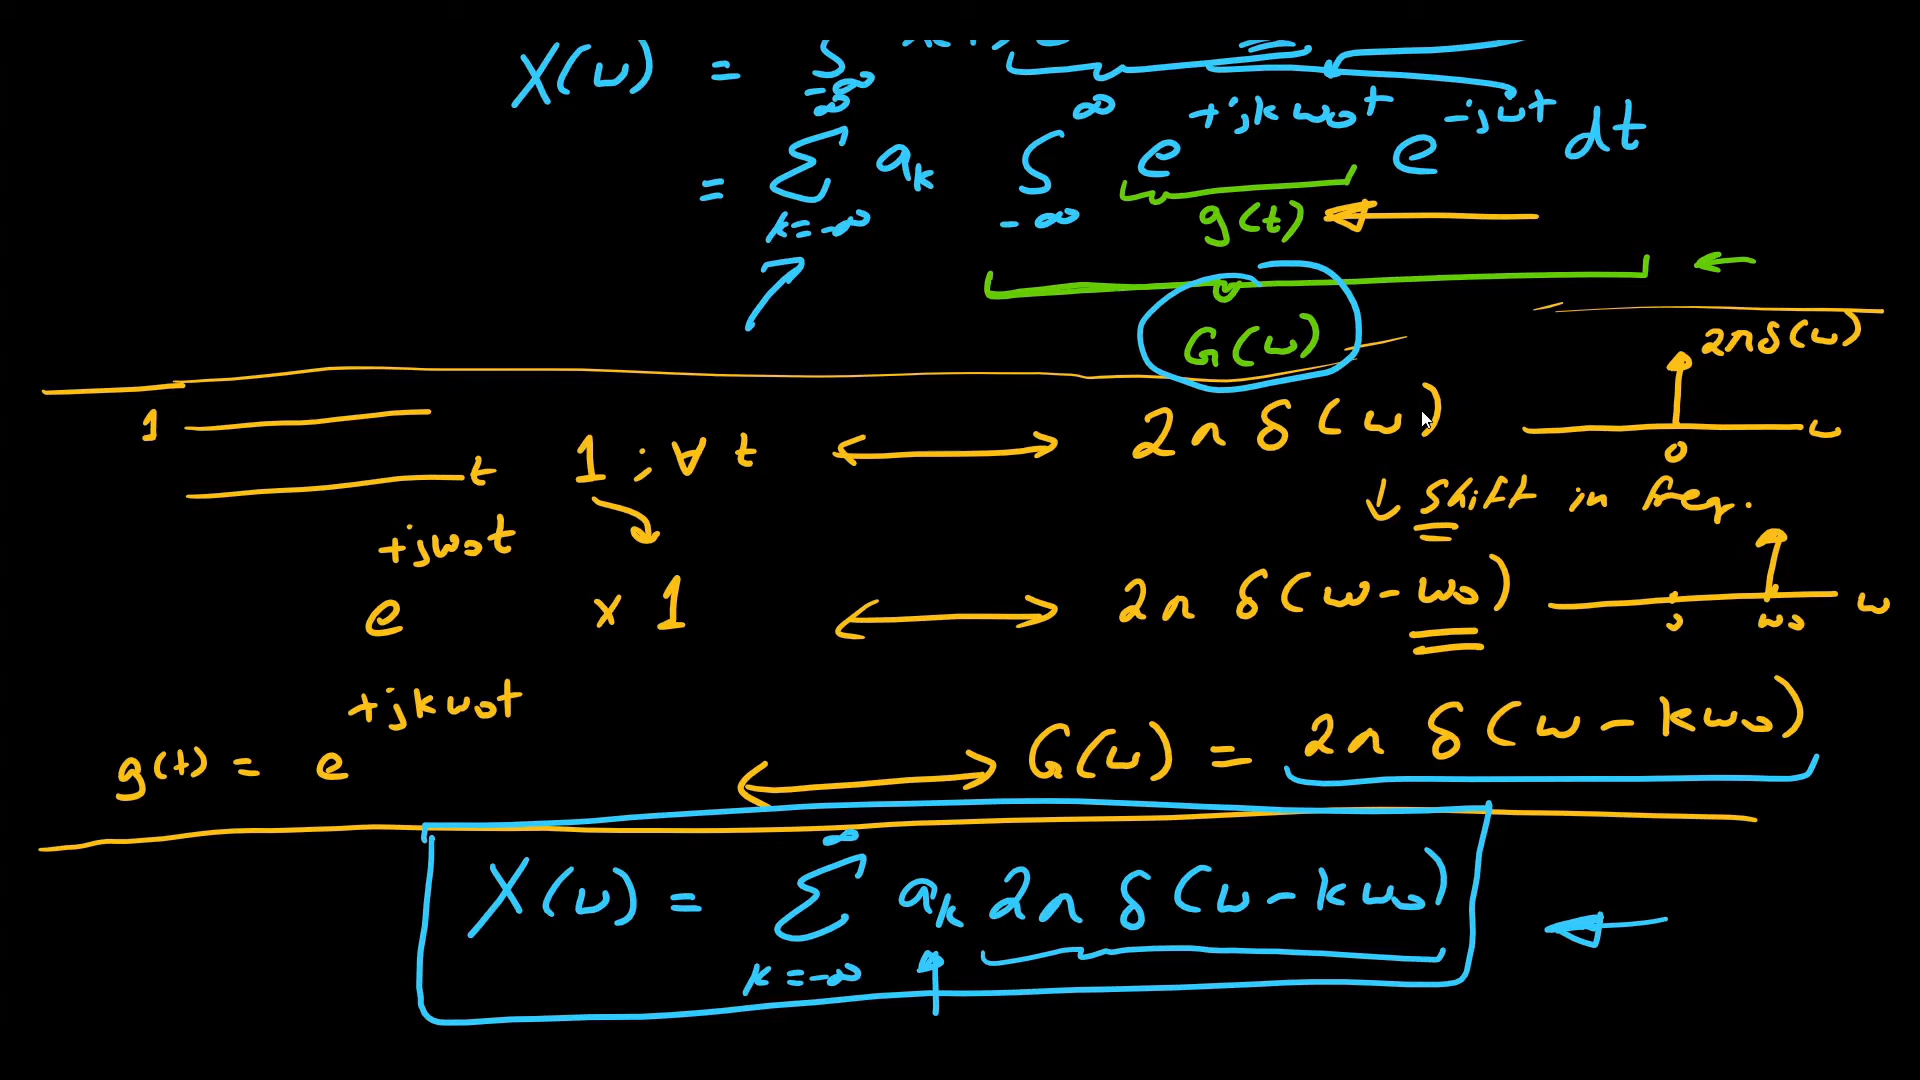 X(ω) = ∫ -∞
= ∞ Σ k=-∞ a_k ∫ -∞ ∞ e^{+jkω₀t} e^{-jωt} dt
g(t)
G(ω)
2π δ(ω)
1
t
1 ; ∀ t ⟷ 2π δ(ω)
ω
0
↓ Shift in freq.
e^{+jω₀t} × 1 ⟷ 2π δ(ω-ω₀)
0 ω₀ ω
g(t) = e^{+jkω₀t} ⟷ G(ω) = 2π δ(ω-kω₀)
X(ω) = ∞ Σ k=-∞ a_k 2π δ(ω-kω₀)